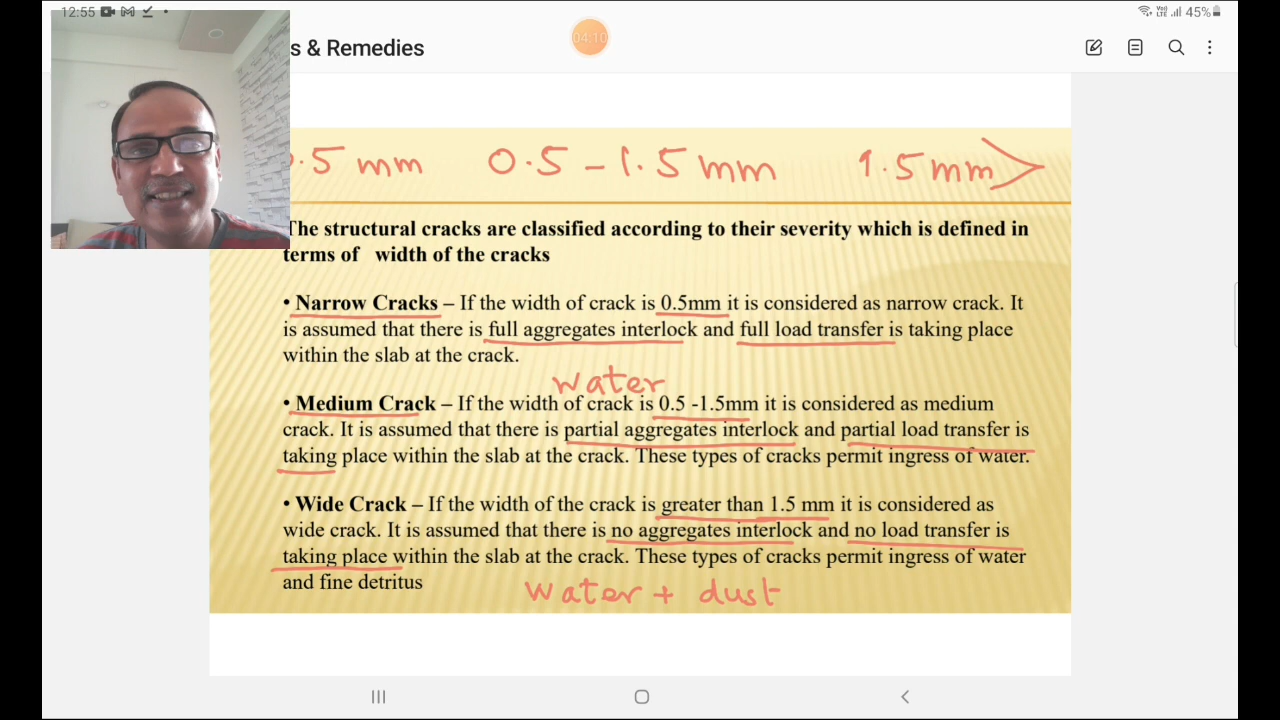 12:55
45%
s & Remedies
04:10
.5 mm 0.5 - 1.5 mm 1.5 mm >
The structural cracks are classified according to their severity which is defined in
terms of width of the cracks
• Narrow Cracks – If the width of crack is 0.5mm it is considered as narrow crack. It
is assumed that there is full aggregates interlock and full load transfer is taking place
within the slab at the crack.
water
• Medium Crack – If the width of crack is 0.5 -1.5mm it is considered as medium
crack. It is assumed that there is partial aggregates interlock and partial load transfer is
taking place within the slab at the crack. These types of cracks permit ingress of water.
• Wide Crack – If the width of the crack is greater than 1.5 mm it is considered as
wide crack. It is assumed that there is no aggregates interlock and no load transfer is
taking place within the slab at the crack. These types of cracks permit ingress of water
and fine detritus
water + dust